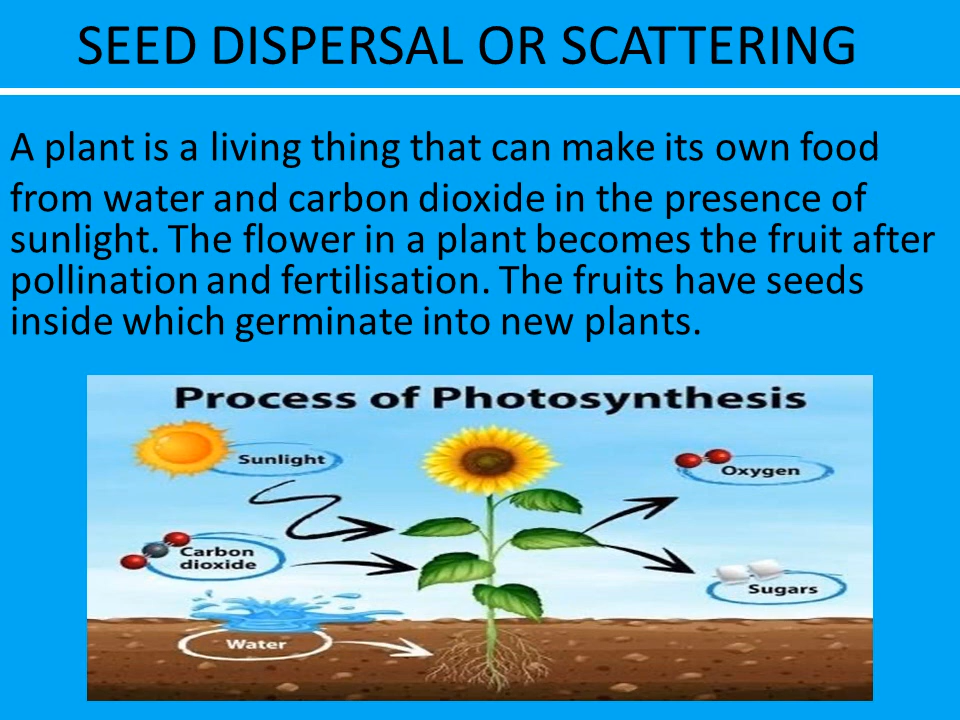 SEED DISPERSAL OR SCATTERING
A plant is a living thing that can make its own food
from water and carbon dioxide in the presence of
sunlight. The flower in a plant becomes the fruit after
pollination and fertilisation. The fruits have seeds
inside which germinate into new plants.
Process of Photosynthesis
Sunlight
Oxygen
Carbon
dioxide
Sugars
Water